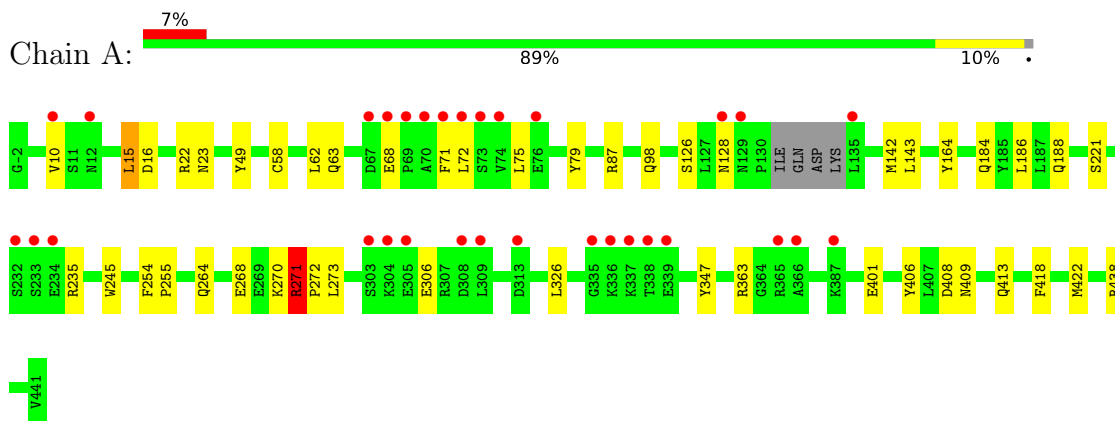 7%
Chain A:
89% 10% •
G-2 V10 S11 N12 L15 D16 R22 N23 Y49 C58 L62 Q63 D67 E68 P69 A70 F71 L72 S73 V74 L75 E76 Y79 R87 Q98 S126 L127 N128 N129 P130 ILE GLN ASP LYS L135 M142 L143 Y164 Q184 Y185 L186 L187 Q188 S221
S232 S233 E234 R235 W245 F254 P255 Q264 E268 E269 K270 R271 P272 L273 S303 K304 E305 E306 R307 D308 L309 D313 L326 G335 K336 K337 T338 E339 Y347 R363 G364 R365 A366 K387 E401 Y406 L407 D408 N409 Q413 F418 M422
V441